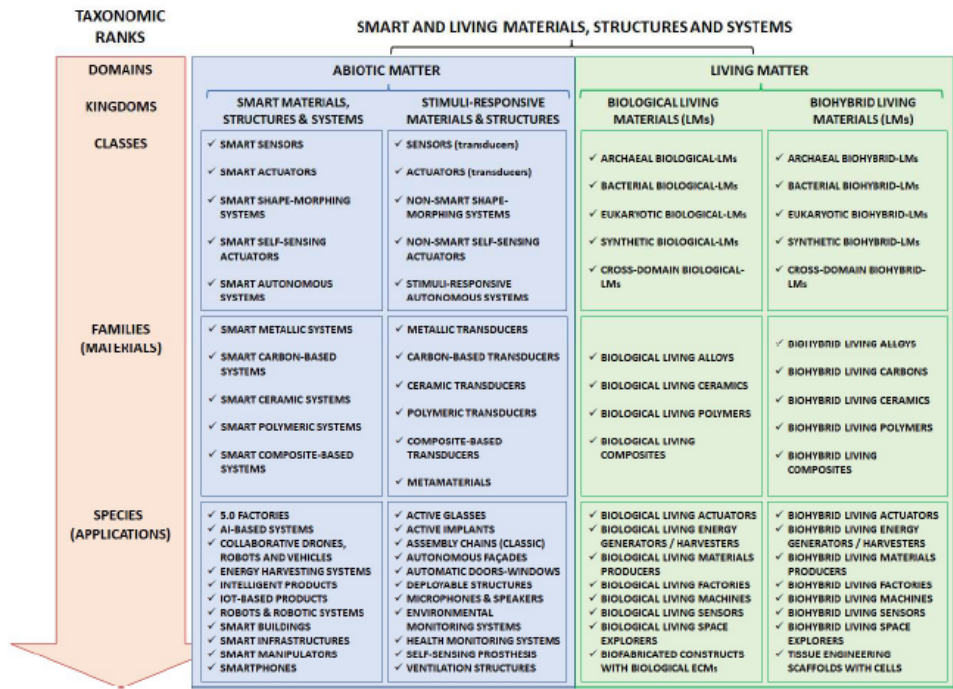 TAXONOMIC
RANKS
SMART AND LIVING MATERIALS, STRUCTURES AND SYSTEMS
DOMAINS
KINGDOMS
CLASSES
FAMILIES
(MATERIALS)
SPECIES
(APPLICATIONS)
ABIOTIC MATTER
SMART MATERIALS,
STRUCTURES & SYSTEMS
✓ SMART SENSORS
✓ SMART ACTUATORS
✓ SMART SHAPE-MORPHING
SYSTEMS
✓ SMART SELF-SENSING
ACTUATORS
✓ SMART AUTONOMOUS
SYSTEMS
✓ SMART METALLIC SYSTEMS
✓ SMART CARBON-BASED
SYSTEMS
✓ SMART CERAMIC SYSTEMS
✓ SMART POLYMERIC SYSTEMS
✓ SMART COMPOSITE-BASED
SYSTEMS
✓ 5.0 FACTORIES
✓ AI-BASED SYSTEMS
✓ COLLABORATIVE DRONES,
ROBOTS AND VEHICLES
✓ ENERGY HARVESTING SYSTEMS
✓ INTELLIGENT PRODUCTS
✓ IOT-BASED PRODUCTS
✓ ROBOTS & ROBOTIC SYSTEMS
✓ SMART BUILDINGS
✓ SMART INFRASTRUCTURES
✓ SMART MANIPULATORS
✓ SMARTPHONES
STIMULI-RESPONSIVE
MATERIALS & STRUCTURES
✓ SENSORS (transducers)
✓ ACTUATORS (transducers)
✓ NON-SMART SHAPE-
MORPHING SYSTEMS
✓ NON-SMART SELF-SENSING
ACTUATORS
✓ STIMULI-RESPONSIVE
AUTONOMOUS SYSTEMS
✓ METALLIC TRANSDUCERS
✓ CARBON-BASED TRANSDUCERS
✓ CERAMIC TRANSDUCERS
✓ POLYMERIC TRANSDUCERS
✓ COMPOSITE-BASED
TRANSDUCERS
✓ METAMATERIALS
✓ ACTIVE GLASSES
✓ ACTIVE IMPLANTS
✓ ASSEMBLY CHAINS (CLASSIC)
✓ AUTONOMOUS FAÇADES
✓ AUTOMATIC DOORS-WINDOWS
✓ DEPLOYABLE STRUCTURES
✓ MICROPHONES & SPEAKERS
✓ ENVIRONMENTAL
MONITORING SYSTEMS
✓ HEALTH MONITORING SYSTEMS
✓ SELF-SENSING PROSTHESIS
✓ VENTILATION STRUCTURES
LIVING MATTER
BIOLOGICAL LIVING
MATERIALS (LMs)
✓ ARCHAEAL BIOLOGICAL-LMs
✓ BACTERIAL BIOLOGICAL-LMs
✓ EUKARYOTIC BIOLOGICAL-LMs
✓ SYNTHETIC BIOLOGICAL-LMs
✓ CROSS-DOMAIN BIOLOGICAL-
LMs
✓ BIOLOGICAL LIVING ALLOYS
✓ BIOLOGICAL LIVING CERAMICS
✓ BIOLOGICAL LIVING POLYMERS
✓ BIOLOGICAL LIVING
COMPOSITES
✓ BIOLOGICAL LIVING ACTUATORS
✓ BIOLOGICAL LIVING ENERGY
GENERATORS / HARVESTERS
✓ BIOLOGICAL LIVING MATERIALS
PRODUCERS
✓ BIOLOGICAL LIVING FACTORIES
✓ BIOLOGICAL LIVING MACHINES
✓ BIOLOGICAL LIVING SENSORS
✓ BIOLOGICAL LIVING SPACE
EXPLORERS
✓ BIOFABRICATED CONSTRUCTS
WITH BIOLOGICAL ECMs
BIOHYBRID LIVING
MATERIALS (LMs)
✓ ARCHAEAL BIOHYBRID-LMs
✓ BACTERIAL BIOHYBRID-LMs
✓ EUKARYOTIC BIOHYBRID-LMs
✓ SYNTHETIC BIOHYBRID-LMs
✓ CROSS-DOMAIN BIOHYBRID-
LMs
✓ BIOHYBRID LIVING ALLOYS
✓ BIOHYBRID LIVING CARBONS
✓ BIOHYBRID LIVING CERAMICS
✓ BIOHYBRID LIVING POLYMERS
✓ BIOHYBRID LIVING
COMPOSITES
✓ BIOHYBRID LIVING ACTUATORS
✓ BIOHYBRID LIVING ENERGY
GENERATORS / HARVESTERS
✓ BIOHYBRID LIVING MATERIALS
PRODUCERS
✓ BIOHYBRID LIVING FACTORIES
✓ BIOHYBRID LIVING MACHINES
✓ BIOHYBRID LIVING SENSORS
✓ BIOHYBRID LIVING SPACE
EXPLORERS
✓ TISSUE ENGINEERING
SCAFFOLDS WITH CELLS